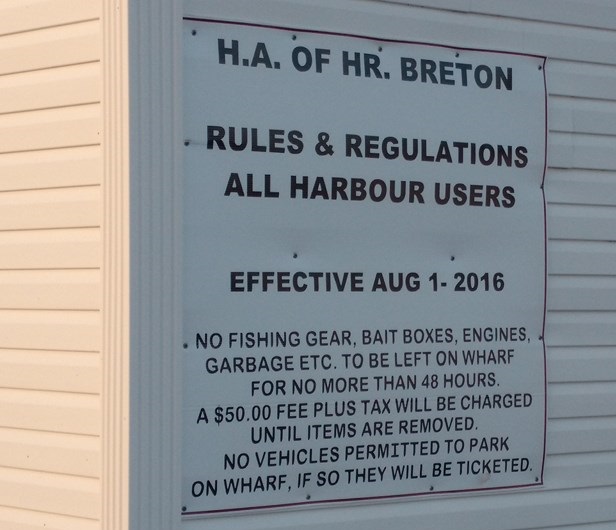 H.A. OF HR. BRETON
RULES & REGULATIONS
ALL HARBOUR USERS
EFFECTIVE AUG 1- 2016
NO FISHING GEAR, BAIT BOXES, ENGINES,
GARBAGE ETC. TO BE LEFT ON WHARF
FOR NO MORE THAN 48 HOURS.
A $50.00 FEE PLUS TAX WILL BE CHARGED
UNTIL ITEMS ARE REMOVED.
NO VEHICLES PERMITTED TO PARK
ON WHARF, IF SO THEY WILL BE TICKETED.